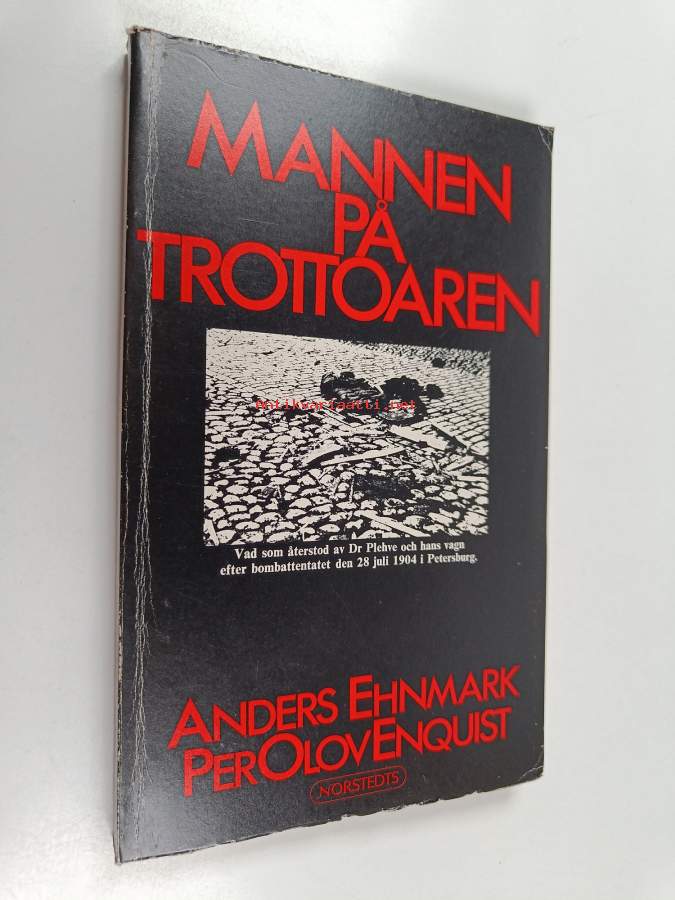 MANNEN
PÅ
TROTTOAREN
Antikvariaatti.net
Vad som återstod av Dr Plehve och hans vagn
efter bombattentatet den 28 juli 1904 i Petersburg.
ANDERS EHNMARK
PER OLOV ENQUIST
NORSTEDTS